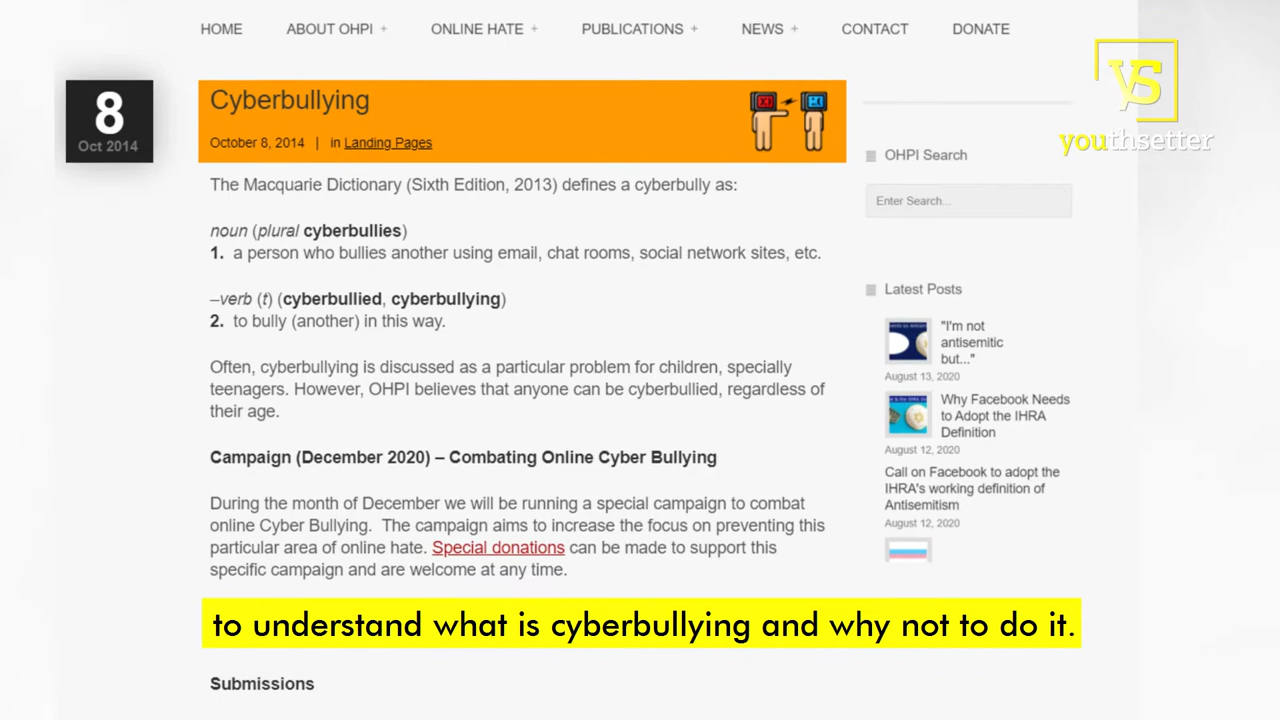 HOME ABOUT OHPI + ONLINE HATE + PUBLICATIONS + NEWS + CONTACT DONATE
8
Oct 2014
Cyberbullying
October 8, 2014 | in Landing Pages
The Macquarie Dictionary (Sixth Edition, 2013) defines a cyberbully as:
noun (plural cyberbullies)
1. a person who bullies another using email, chat rooms, social network sites, etc.
–verb (t) (cyberbullied, cyberbullying)
2. to bully (another) in this way.
Often, cyberbullying is discussed as a particular problem for children, specially
teenagers. However, OHPI believes that anyone can be cyberbullied, regardless of
their age.
Campaign (December 2020) – Combating Online Cyber Bullying
During the month of December we will be running a special campaign to combat
online Cyber Bullying. The campaign aims to increase the focus on preventing this
particular area of online hate. Special donations can be made to support this
specific campaign and are welcome at any time.
to understand what is cyberbullying and why not to do it.
Submissions
VS
youthsetter
OHPI Search
Enter Search...
Latest Posts
"I'm not
antisemitic
but..."
August 13, 2020
Why Facebook Needs
to Adopt the IHRA
Definition
August 12, 2020
Call on Facebook to adopt the
IHRA's working definition of
Antisemitism
August 12, 2020